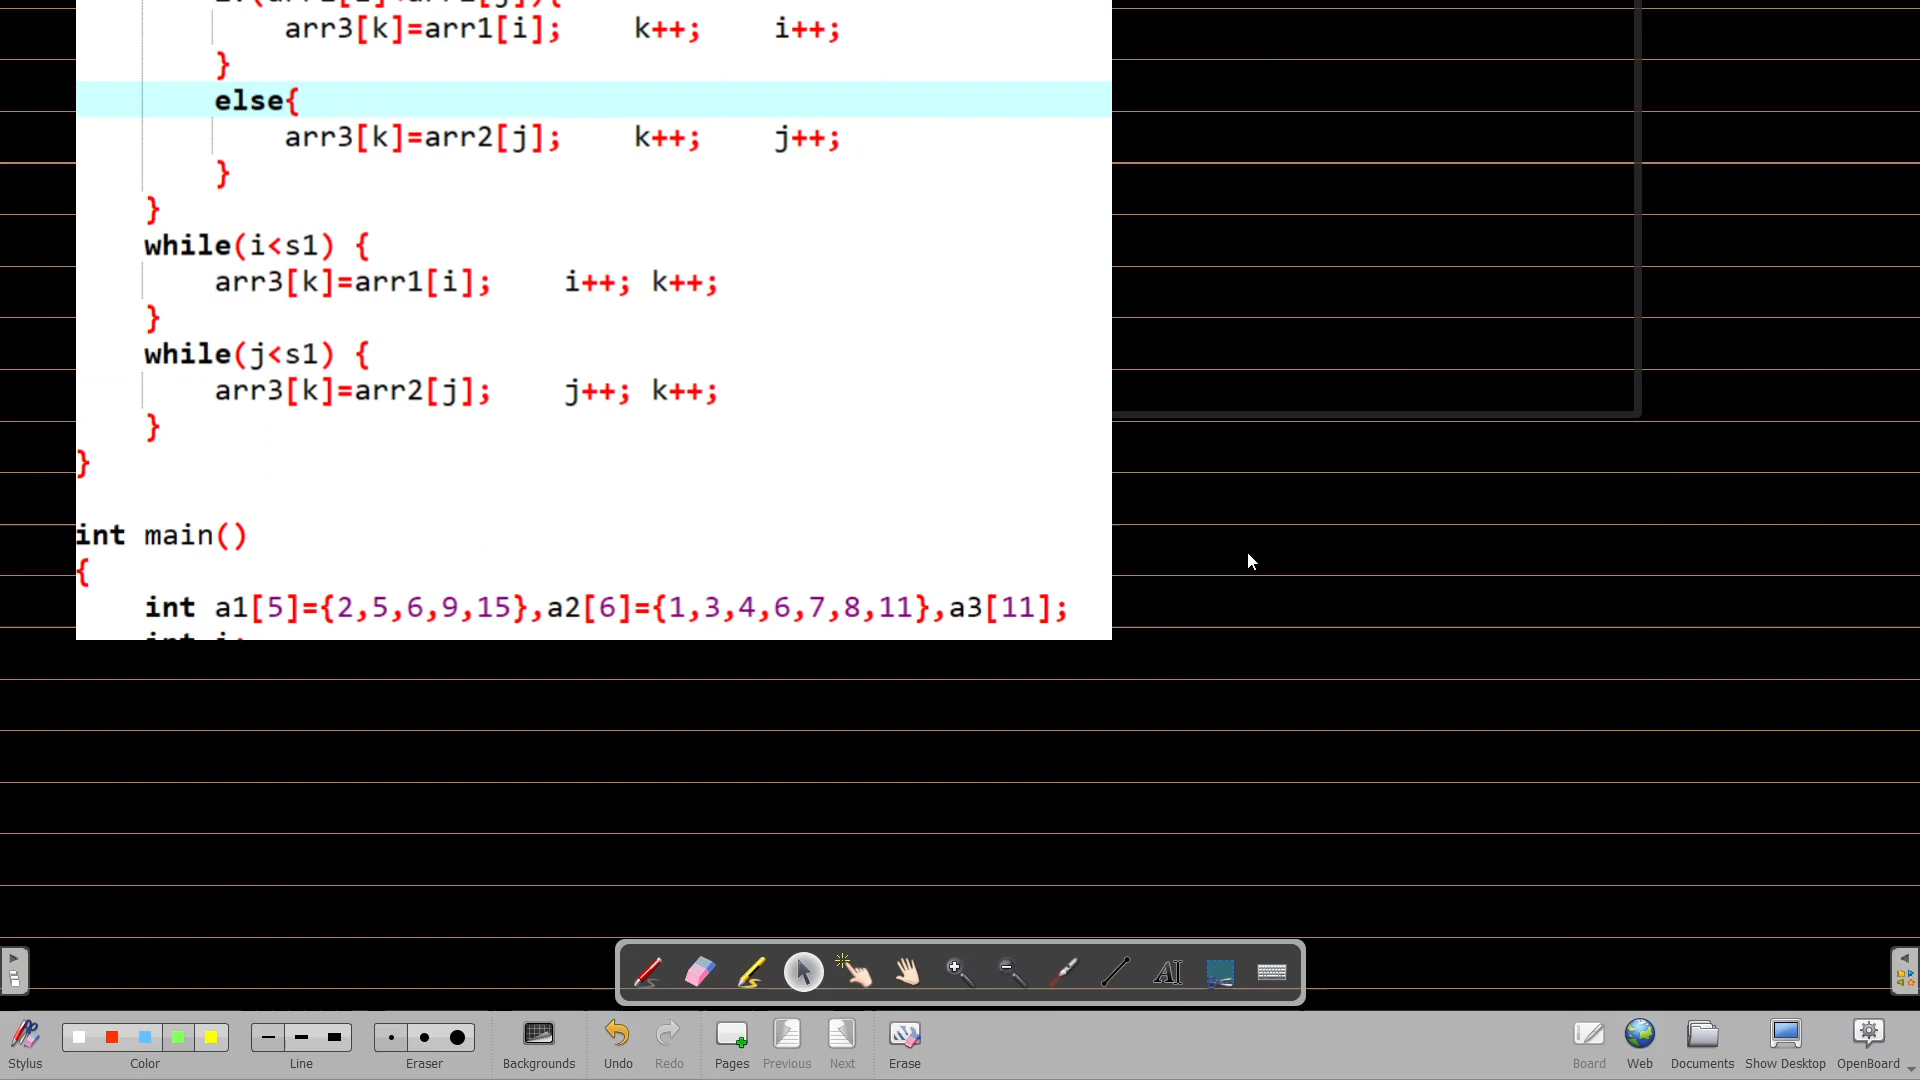 arr3[k]=arr1[i];    k++;    i++;
}
else{
arr3[k]=arr2[j];    k++;    j++;
}
}
while(i<s1) {
arr3[k]=arr1[i];    i++; k++;
}
while(j<s1) {
arr3[k]=arr2[j];    j++; k++;
}
}
int main()
{
int a1[5]={2,5,6,9,15},a2[6]={1,3,4,6,7,8,11},a3[11];
AI
Stylus Color Line Eraser Backgrounds Undo Redo Pages Previous Next Erase Board Web Documents Show Desktop OpenBoard